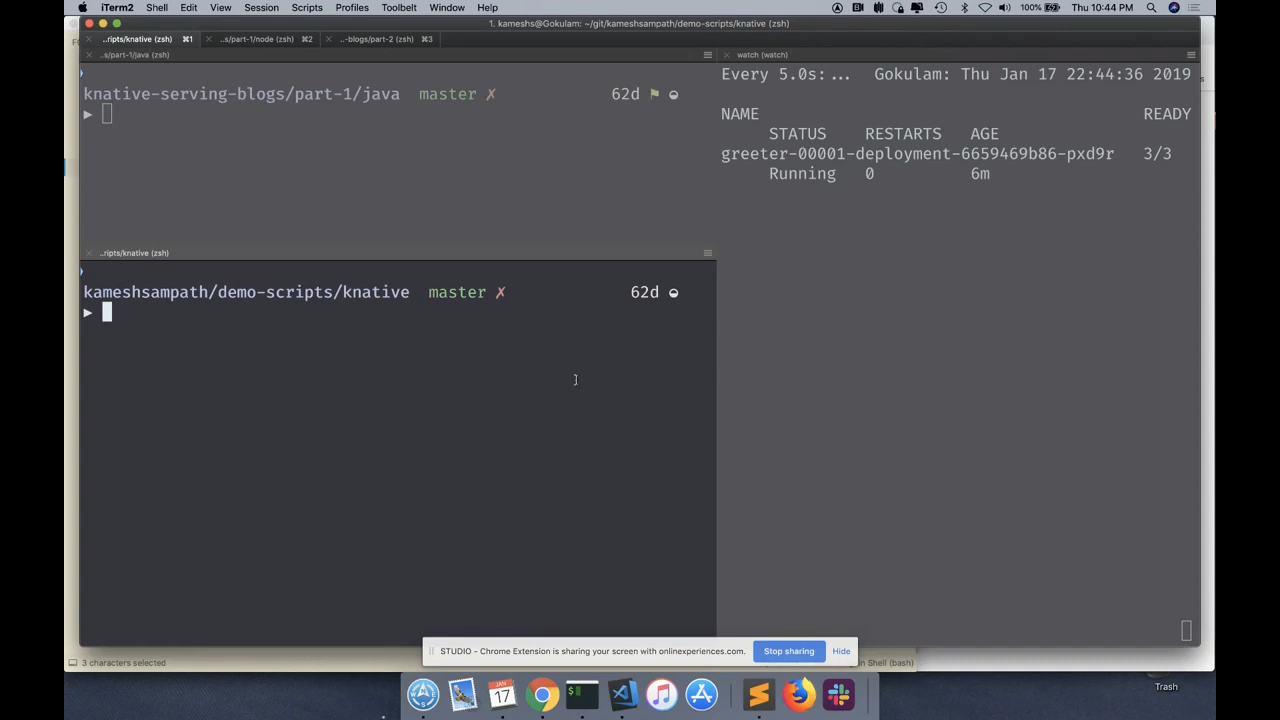 iTerm2 Shell Edit View Session Scripts Profiles Toolbelt Window Help 100% Thu 10:44 PM
1. kameshs@Gokulam: ~/git/kameshsampath/demo-scripts/knative (zsh)
..ripts/knative (zsh) ⌘1 ..s/part-1/node (zsh) ⌘2 ..-blogs/part-2 (zsh) ⌘3
..s/part-1/java (zsh)
knative-serving-blogs/part-1/java master ✗ 62d
▶
..ripts/knative (zsh)
kameshsampath/demo-scripts/knative master ✗ 62d
▶
watch (watch)
Every 5.0s:... Gokulam: Thu Jan 17 22:44:36 2019
NAME READY
STATUS RESTARTS AGE
greeter-00001-deployment-6659469b86-pxd9r 3/3
Running 0 6m
STUDIO - Chrome Extension is sharing your screen with onlinexperiences.com. Stop sharing Hide
3 characters selected
n Shell (bash)
JAN
17
$
Trash